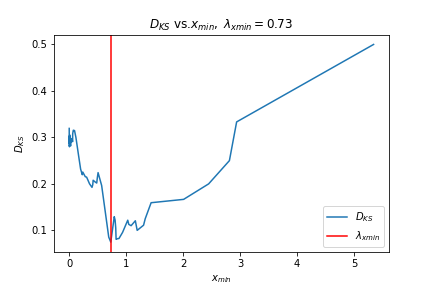 D_KS vs.x_min, λ_xmin = 0.73
0.5
0.4
0.3
0.2
0.1
D_KS
0 1 2 3 4 5
x_min
D_KS
λ_xmin